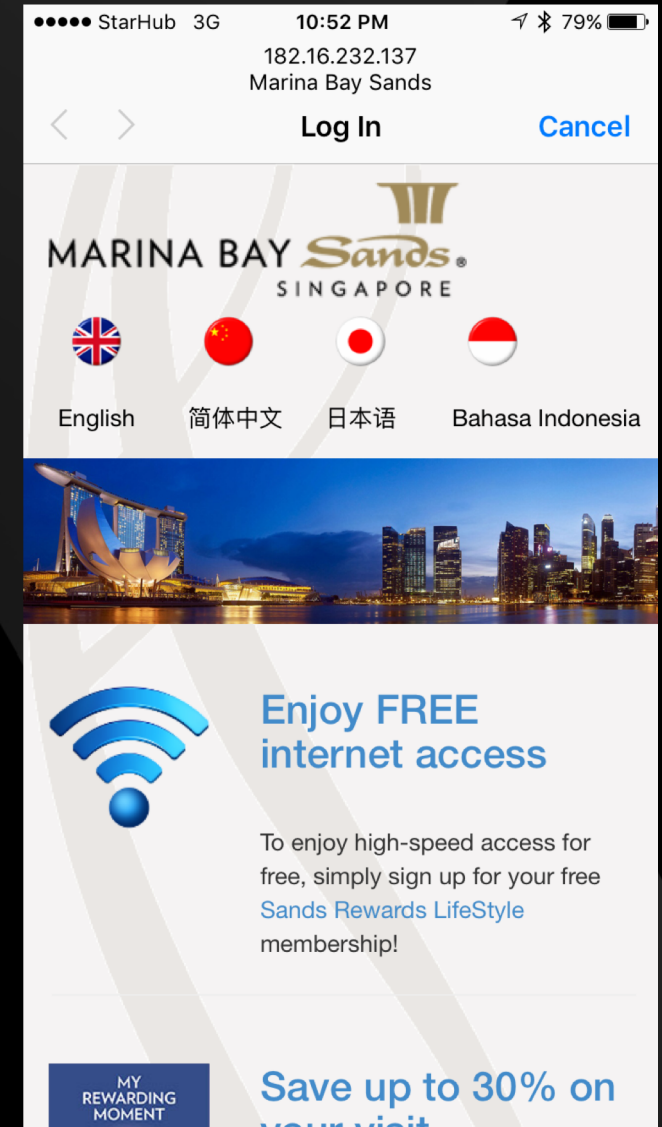 StarHub 3G 10:52 PM 79%
182.16.232.137
Marina Bay Sands
Log In Cancel
MARINA BAY Sands®
SINGAPORE
English 简体中文 日本语 Bahasa Indonesia
Enjoy FREE
internet access
To enjoy high-speed access for
free, simply sign up for your free
Sands Rewards LifeStyle
membership!
MY
REWARDING
MOMENT
Save up to 30% on
your visit